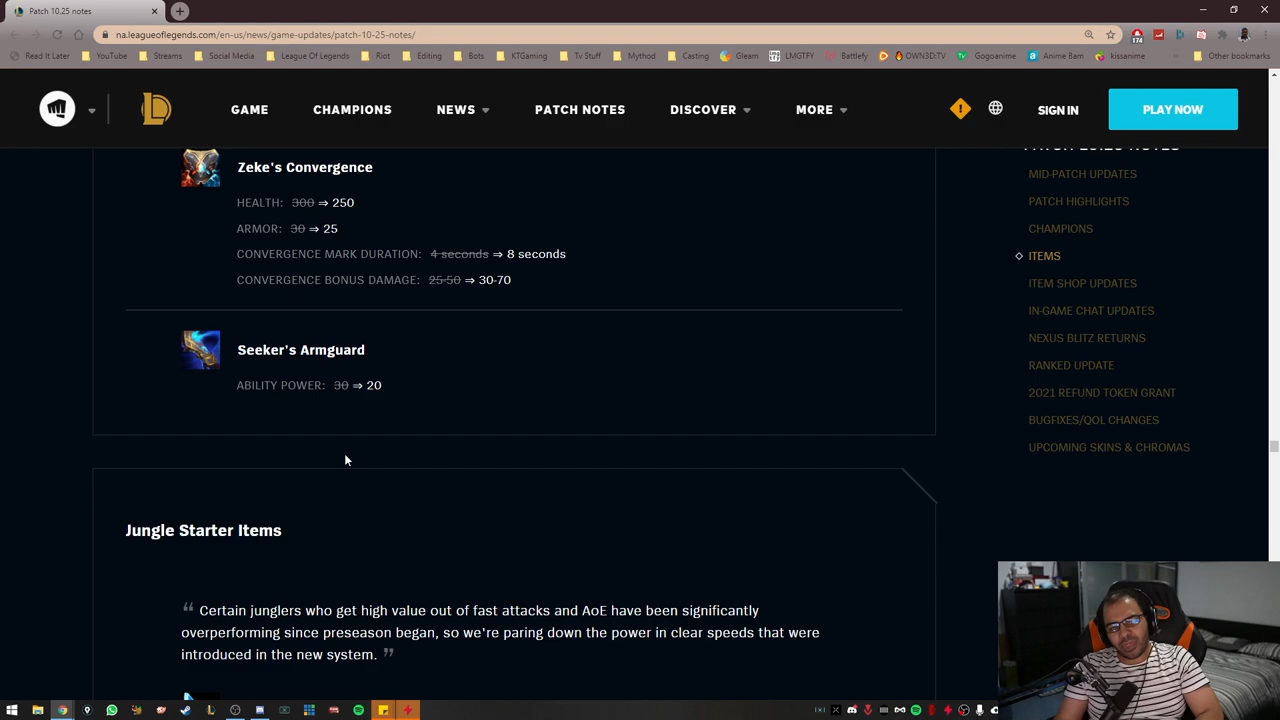 Patch 10.25 notes
na.leagueoflegends.com/en-us/news/game-updates/patch-10-25-notes/
174
Read It Later YouTube Streams Social Media League Of Legends Riot Editing Bots KTGaming Tv Stuff Mythod Casting Gleam LMGTFY Battlefy OWN3D:TV Gogoanime Anime Bam kissanime Other bookmarks
GAME CHAMPIONS NEWS PATCH NOTES DISCOVER MORE SIGN IN PLAY NOW
Zeke's Convergence
HEALTH: 300 ⇒ 250
ARMOR: 30 ⇒ 25
CONVERGENCE MARK DURATION: 4 seconds ⇒ 8 seconds
CONVERGENCE BONUS DAMAGE: 25-50 ⇒ 30-70
Seeker's Armguard
ABILITY POWER: 30 ⇒ 20
Jungle Starter Items
“ Certain junglers who get high value out of fast attacks and AoE have been significantly
overperforming since preseason began, so we're paring down the power in clear speeds that were
introduced in the new system. ”
PATCH 10.25 NOTES
MID-PATCH UPDATES
PATCH HIGHLIGHTS
CHAMPIONS
ITEMS
ITEM SHOP UPDATES
IN-GAME CHAT UPDATES
NEXUS BLITZ RETURNS
RANKED UPDATE
2021 REFUND TOKEN GRANT
BUGFIXES/QOL CHANGES
UPCOMING SKINS & CHROMAS